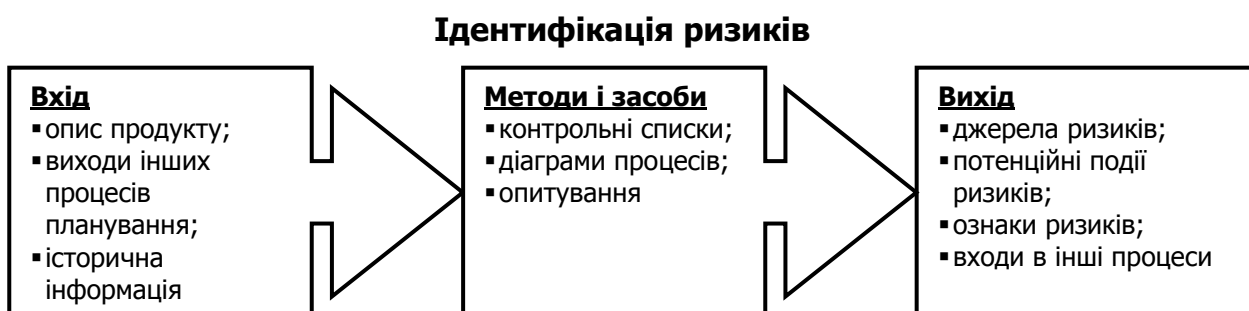 Ідентифікація ризиків
Вхід
▪опис продукту;
▪виходи інших
процесів
планування;
▪історична
інформація
Методи і засоби
▪контрольні списки;
▪діаграми процесів;
▪опитування
Вихід
▪джерела ризиків;
▪потенційні події
ризиків;
▪ознаки ризиків;
▪входи в інші процеси